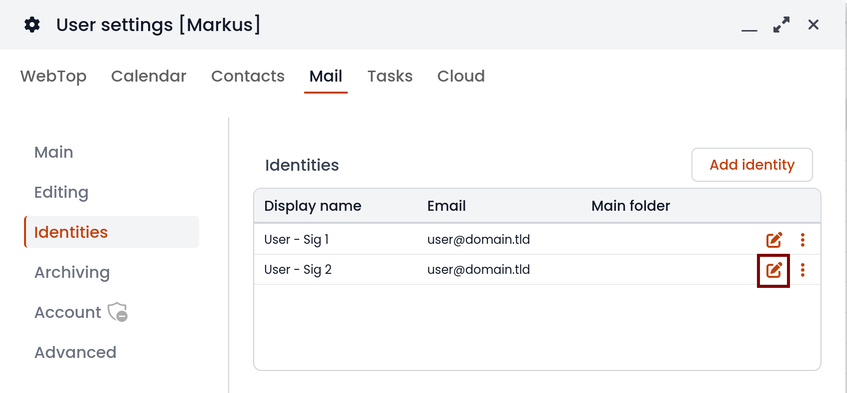 User settings [Markus]
WebTop Calendar Contacts Mail Tasks Cloud
Main
Editing
Identities
Archiving
Account
Advanced
Identities
Add identity
Display name Email Main folder
User - Sig 1 user@domain.tld
User - Sig 2 user@domain.tld